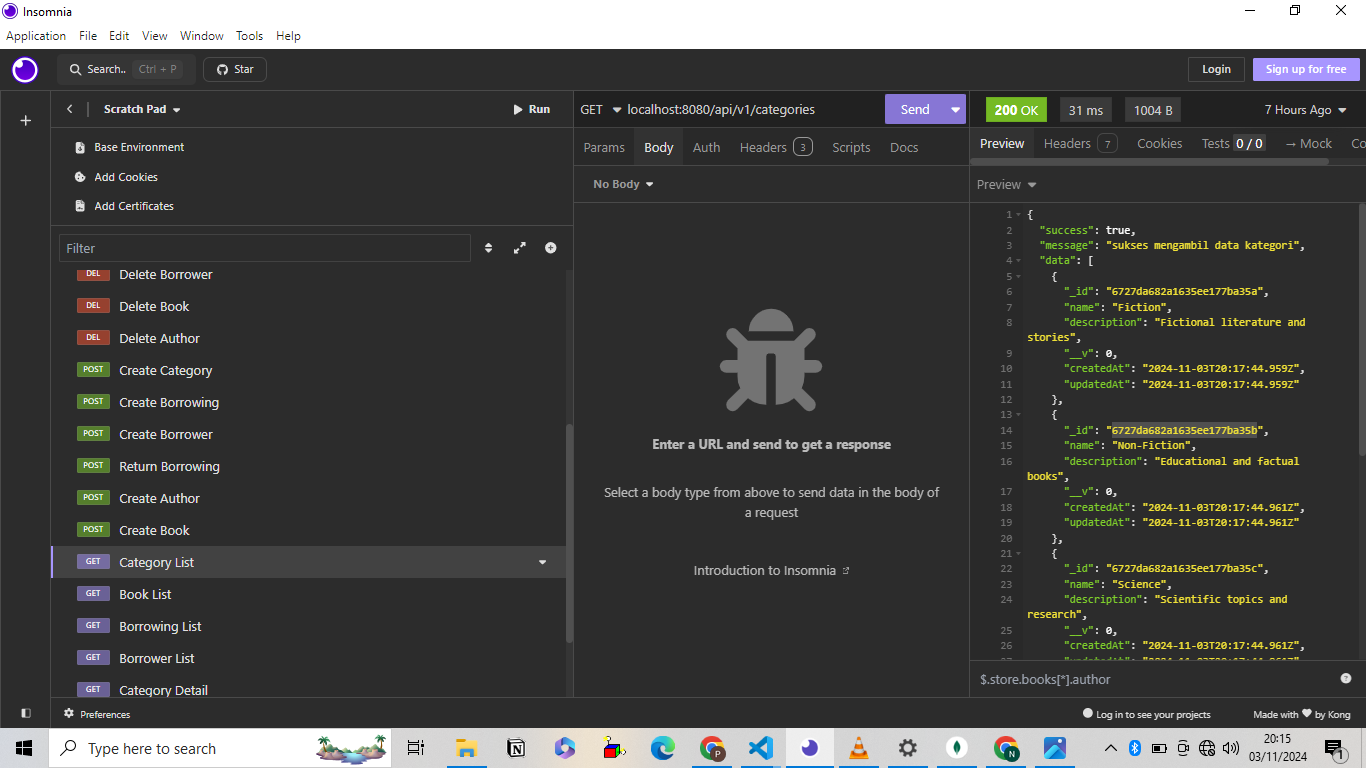 Insomnia
Application File Edit View Window Tools Help
Search.. Ctrl + P Star Login Sign up for free
Scratch Pad Run
Base Environment
Add Cookies
Add Certificates
Filter
DEL Delete Borrower
DEL Delete Book
DEL Delete Author
POST Create Category
POST Create Borrowing
POST Create Borrower
POST Return Borrowing
POST Create Author
POST Create Book
GET Category List
GET Book List
GET Borrowing List
GET Borrower List
GET Category Detail
Preferences
GET localhost:8080/api/v1/categories Send
Params Body Auth Headers 3 Scripts Docs
No Body
Enter a URL and send to get a response
Select a body type from above to send data in the body of
a request
Introduction to Insomnia
200 OK 31 ms 1004 B 7 Hours Ago
Preview Headers 7 Cookies Tests 0 / 0 → Mock Co
Preview
1 {
2 "success": true,
3 "message": "sukses mengambil data kategori",
4 "data": [
5 {
6 "_id": "6727da682a1635ee177ba35a",
7 "name": "Fiction",
8 "description": "Fictional literature and
stories",
9 "__v": 0,
10 "createdAt": "2024-11-03T20:17:44.959Z",
11 "updatedAt": "2024-11-03T20:17:44.959Z"
12 },
13 {
14 "_id": "6727da682a1635ee177ba35b",
15 "name": "Non-Fiction",
16 "description": "Educational and factual
books",
17 "__v": 0,
18 "createdAt": "2024-11-03T20:17:44.961Z",
19 "updatedAt": "2024-11-03T20:17:44.961Z"
20 },
21 {
22 "_id": "6727da682a1635ee177ba35c",
23 "name": "Science",
24 "description": "Scientific topics and
research",
25 "__v": 0,
26 "createdAt": "2024-11-03T20:17:44.961Z",
$.store.books[*].author
Log in to see your projects Made with ♥ by Kong
Type here to search
20:15
03/11/2024
1